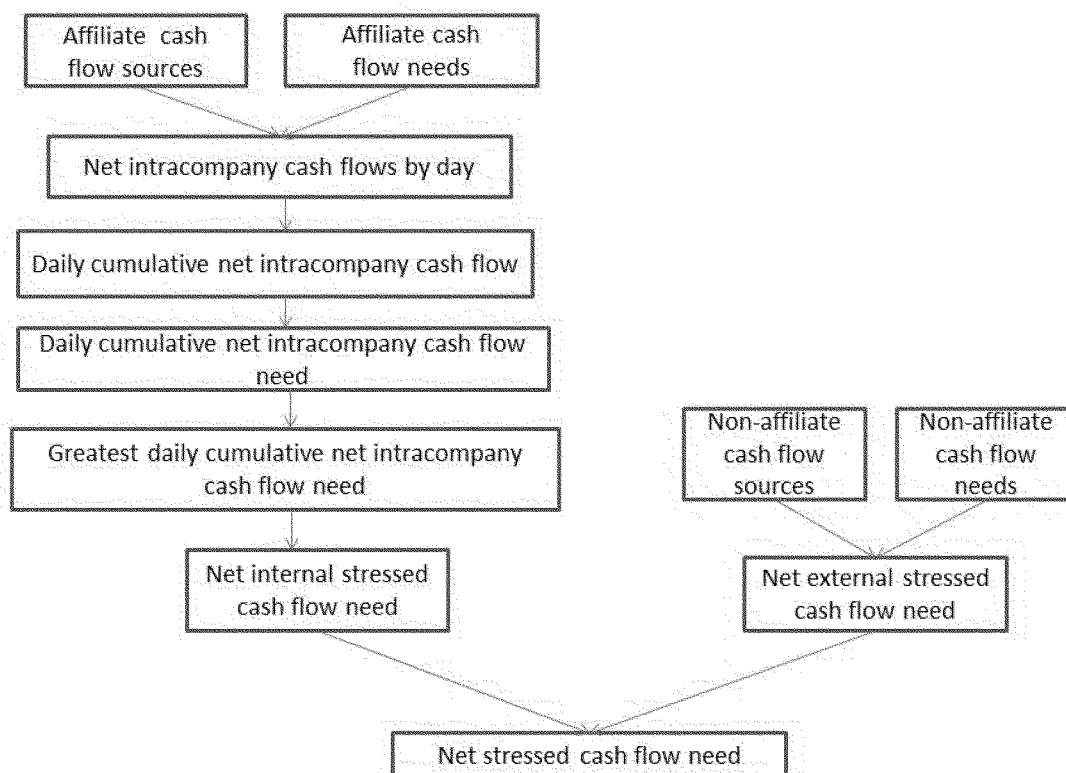 Affiliate cash
flow sources
Affiliate cash
flow needs
Net intracompany cash flows by day
Daily cumulative net intracompany cash flow
Daily cumulative net intracompany cash flow
need
Greatest daily cumulative net intracompany
cash flow need
Non-affiliate
cash flow
sources
Non-affiliate
cash flow
needs
Net internal stressed
cash flow need
Net external stressed
cash flow need
Net stressed cash flow need